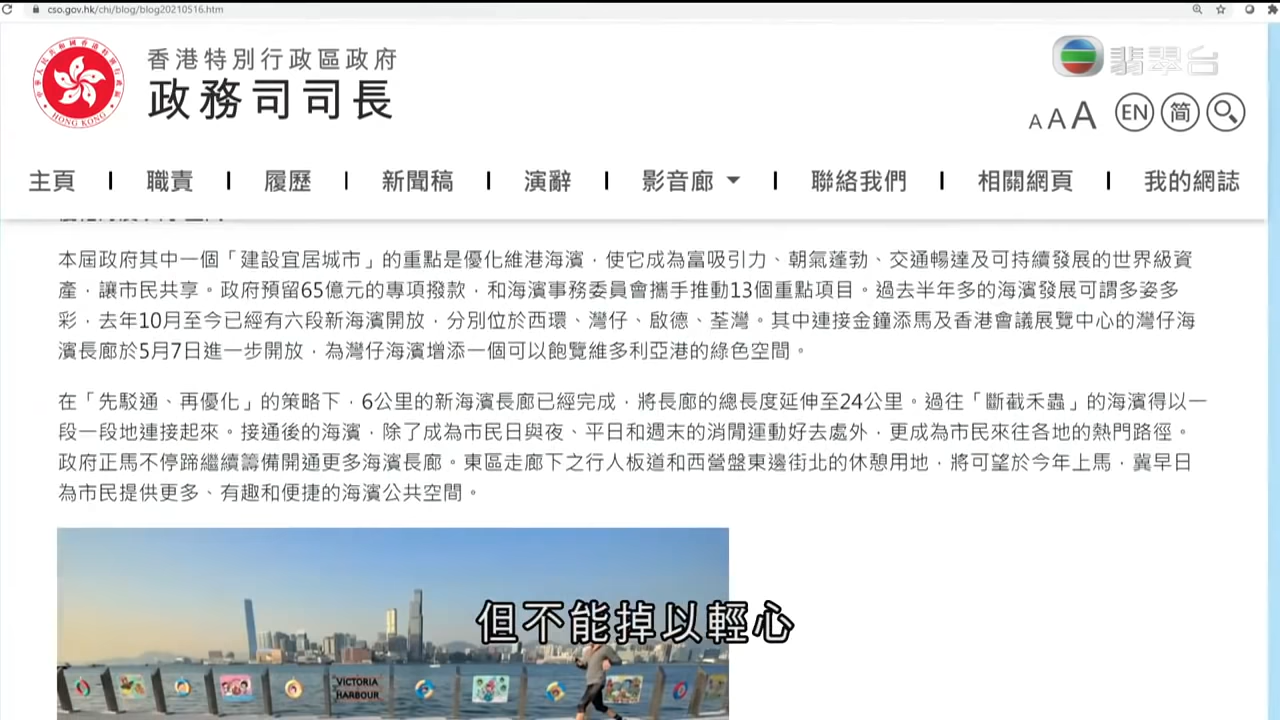 cso.gov.hk/chi/blog/blog20210516.htm
香港特別行政區政府
政務司司長
翡翠台
HONG KONG
A A A EN 简
主頁 職責 履歷 新聞稿 演辭 影音廊 聯絡我們 相關網頁 我的網誌
本屆政府其中一個「建設宜居城市」的重點是優化維港海濱，使它成為富吸引力、朝氣蓬勃、交通暢達及可持續發展的世界級資
產，讓市民共享。政府預留65億元的專項撥款，和海濱事務委員會攜手推動13個重點項目。過去半年多的海濱發展可謂多姿多
彩，去年10月至今已經有六段新海濱開放，分別位於西環、灣仔、啟德、荃灣。其中連接金鐘添馬及香港會議展覽中心的灣仔海
濱長廊於5月7日進一步開放，為灣仔海濱增添一個可以飽覽維多利亞港的綠色空間。
在「先駁通、再優化」的策略下，6公里的新海濱長廊已經完成，將長廊的總長度延伸至24公里。過往「斷截禾蟲」的海濱得以一
段一段地連接起來。接通後的海濱，除了成為市民日與夜、平日和週末的消閒運動好去處外，更成為市民來往各地的熱門路徑。
政府正馬不停蹄繼續籌備開通更多海濱長廊。東區走廊下之行人板道和西營盤東邊街北的休憩用地，將可望於今年上馬，冀早日
為市民提供更多、有趣和便捷的海濱公共空間。
但不能掉以輕心
VICTORIA
HARBOUR